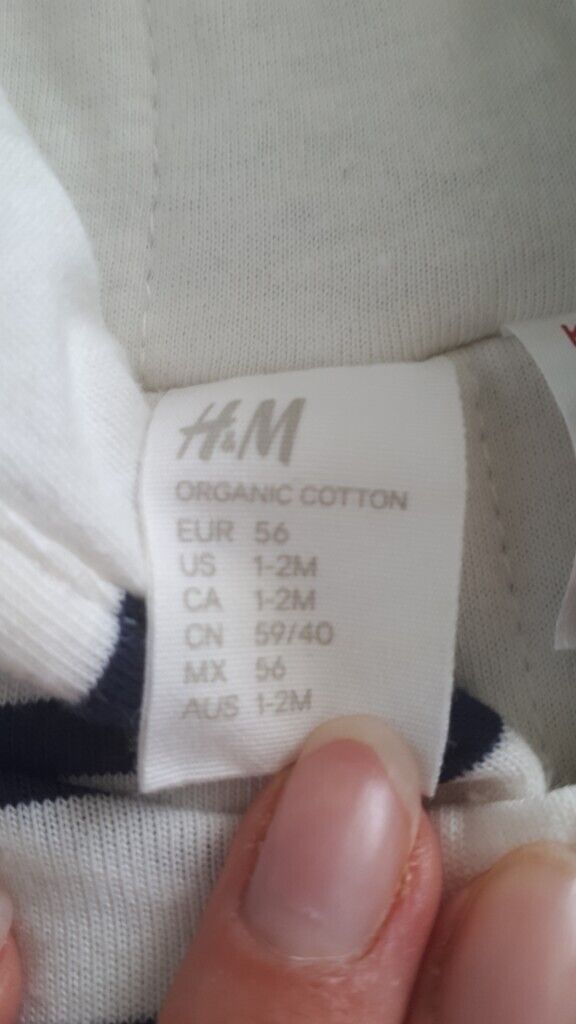 H&M
ORGANIC COTTON
EUR 56
US 1-2M
CA 1-2M
CN 59/40
MX 56
AUS 1-2M